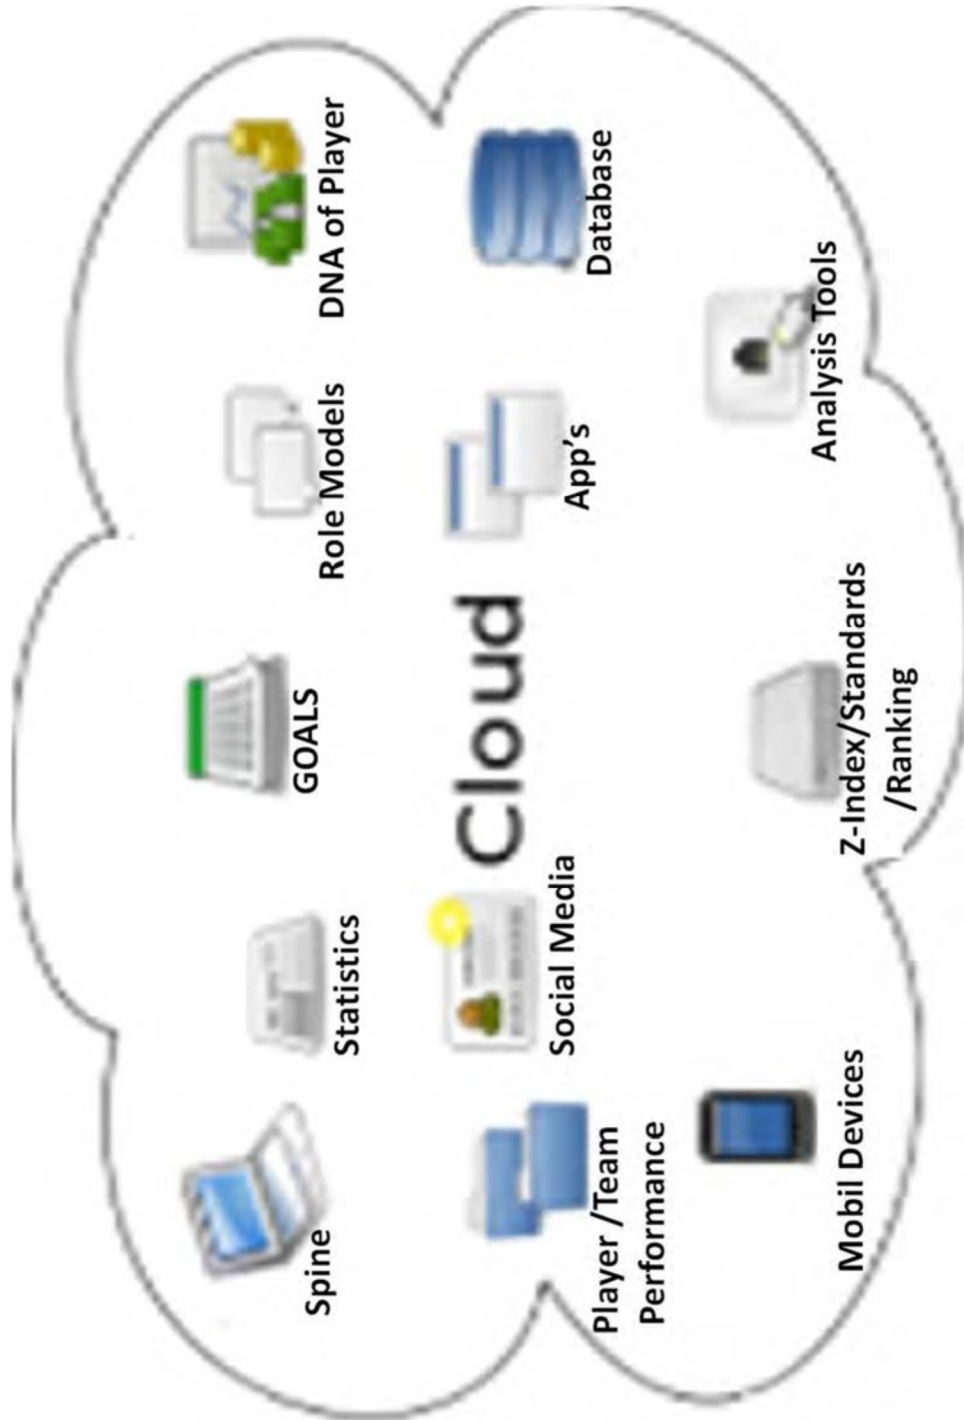 Spine
Statistics
GOALS
Role Models
DNA of Player
Player /Team
Performance
Social Media
Cloud
App’s
Database
Mobil Devices
Z-Index/Standards
/Ranking
Analysis Tools